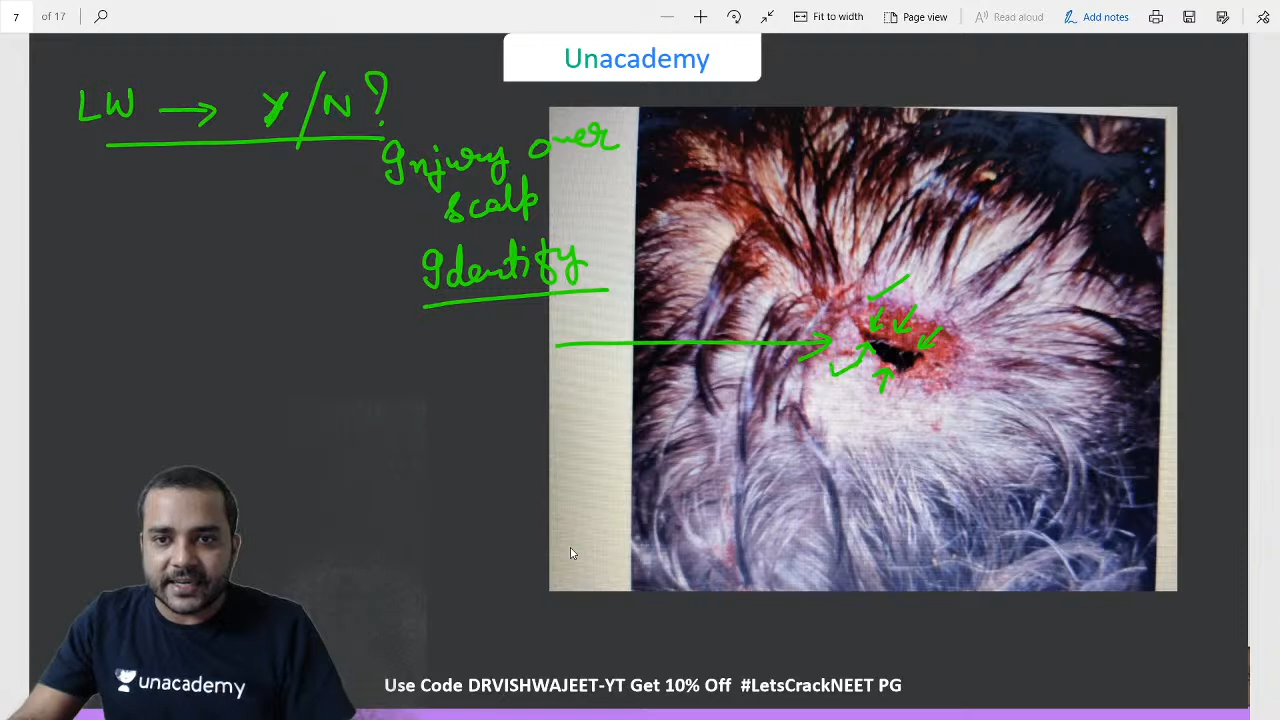 7 of 17
Fit to width
Page view
Read aloud
Add notes
Unacademy
LW → Y/N?
Injury over
scalp
Identify
unacademy
Use Code DRVISHWAJEET-YT Get 10% Off #LetsCrackNEET PG